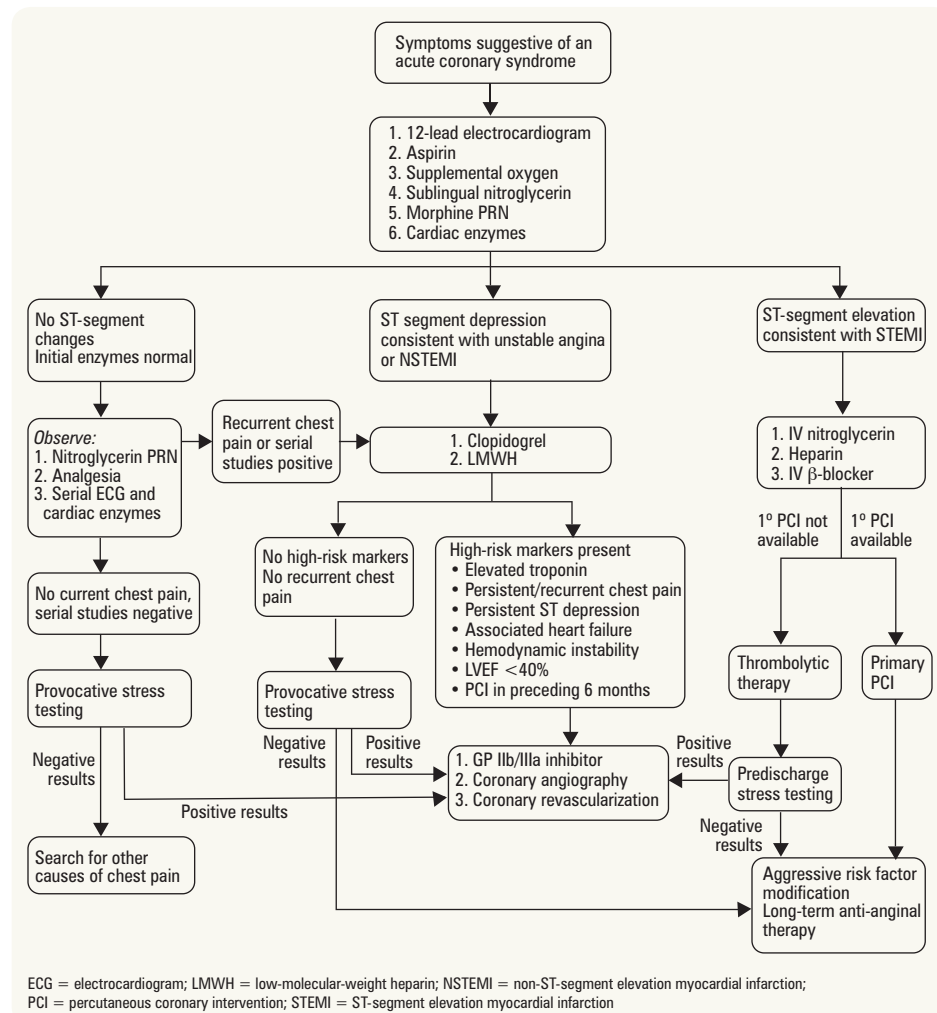 Symptoms suggestive of an
acute coronary syndrome
1. 12-lead electrocardiogram
2. Aspirin
3. Supplemental oxygen
4. Sublingual nitroglycerin
5. Morphine PRN
6. Cardiac enzymes
No ST-segment
changes
Initial enzymes normal
ST segment depression
consistent with unstable angina
or NSTEMI
ST-segment elevation
consistent with STEMI
Observe:
1. Nitroglycerin PRN
2. Analgesia
3. Serial ECG and
cardiac enzymes
Recurrent chest
pain or serial
studies positive
1. Clopidogrel
2. LMWH
1. IV nitroglycerin
2. Heparin
3. IV β-blocker
1º PCI not
available
1º PCI
available
No current chest pain,
serial studies negative
No high-risk markers
No recurrent chest
pain
High-risk markers present
• Elevated troponin
• Persistent/recurrent chest pain
• Persistent ST depression
• Associated heart failure
• Hemodynamic instability
• LVEF <40%
• PCI in preceding 6 months
Thrombolytic
therapy
Primary
PCI
Provocative stress
testing
Provocative stress
testing
Negative
results
Positive results
Negative
results
Positive
results
1. GP IIb/IIIa inhibitor
2. Coronary angiography
3. Coronary revascularization
Positive
results
Predischarge
stress testing
Negative
results
Search for other
causes of chest pain
Aggressive risk factor
modification
Long-term anti-anginal
therapy
ECG = electrocardiogram; LMWH = low-molecular-weight heparin; NSTEMI = non-ST-segment elevation myocardial infarction;
PCI = percutaneous coronary intervention; STEMI = ST-segment elevation myocardial infarction